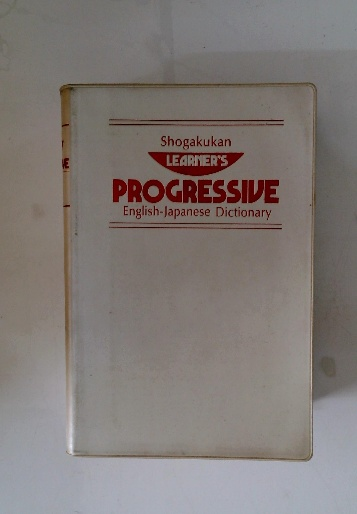 Shogakukan
LEARNER'S
PROGRESSIVE
English-Japanese Dictionary